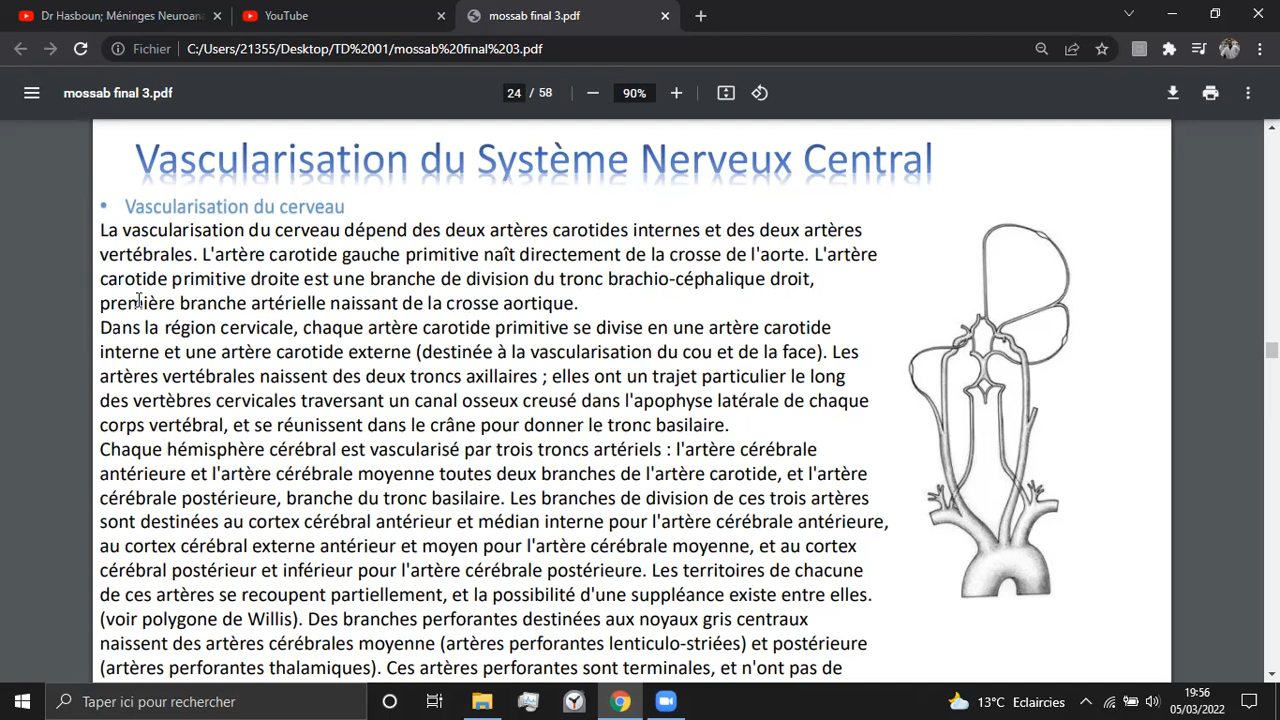 Dr Hasboun; Méninges Neuroana
YouTube
mossab final 3.pdf
Fichier
C:/Users/21355/Desktop/TD%2001/mossab%20final%203.pdf
mossab final 3.pdf
24 / 58
90%
Vascularisation du Système Nerveux Central
• Vascularisation du cerveau
La vascularisation du cerveau dépend des deux artères carotides internes et des deux artères
vertébrales. L'artère carotide gauche primitive naît directement de la crosse de l'aorte. L'artère
carotide primitive droite est une branche de division du tronc brachio-céphalique droit,
première branche artérielle naissant de la crosse aortique.
Dans la région cervicale, chaque artère carotide primitive se divise en une artère carotide
interne et une artère carotide externe (destinée à la vascularisation du cou et de la face). Les
artères vertébrales naissent des deux troncs axillaires ; elles ont un trajet particulier le long
des vertèbres cervicales traversant un canal osseux creusé dans l'apophyse latérale de chaque
corps vertébral, et se réunissent dans le crâne pour donner le tronc basilaire.
Chaque hémisphère cérébral est vascularisé par trois troncs artériels : l'artère cérébrale
antérieure et l'artère cérébrale moyenne toutes deux branches de l'artère carotide, et l'artère
cérébrale postérieure, branche du tronc basilaire. Les branches de division de ces trois artères
sont destinées au cortex cérébral antérieur et médian interne pour l'artère cérébrale antérieure,
au cortex cérébral externe antérieur et moyen pour l'artère cérébrale moyenne, et au cortex
cérébral postérieur et inférieur pour l'artère cérébrale postérieure. Les territoires de chacune
de ces artères se recoupent partiellement, et la possibilité d'une suppléance existe entre elles.
(voir polygone de Willis). Des branches perforantes destinées aux noyaux gris centraux
naissent des artères cérébrales moyenne (artères perforantes lenticulo-striées) et postérieure
(artères perforantes thalamiques). Ces artères perforantes sont terminales, et n'ont pas de
Taper ici pour rechercher
13°C Eclaircies
19:56
05/03/2022